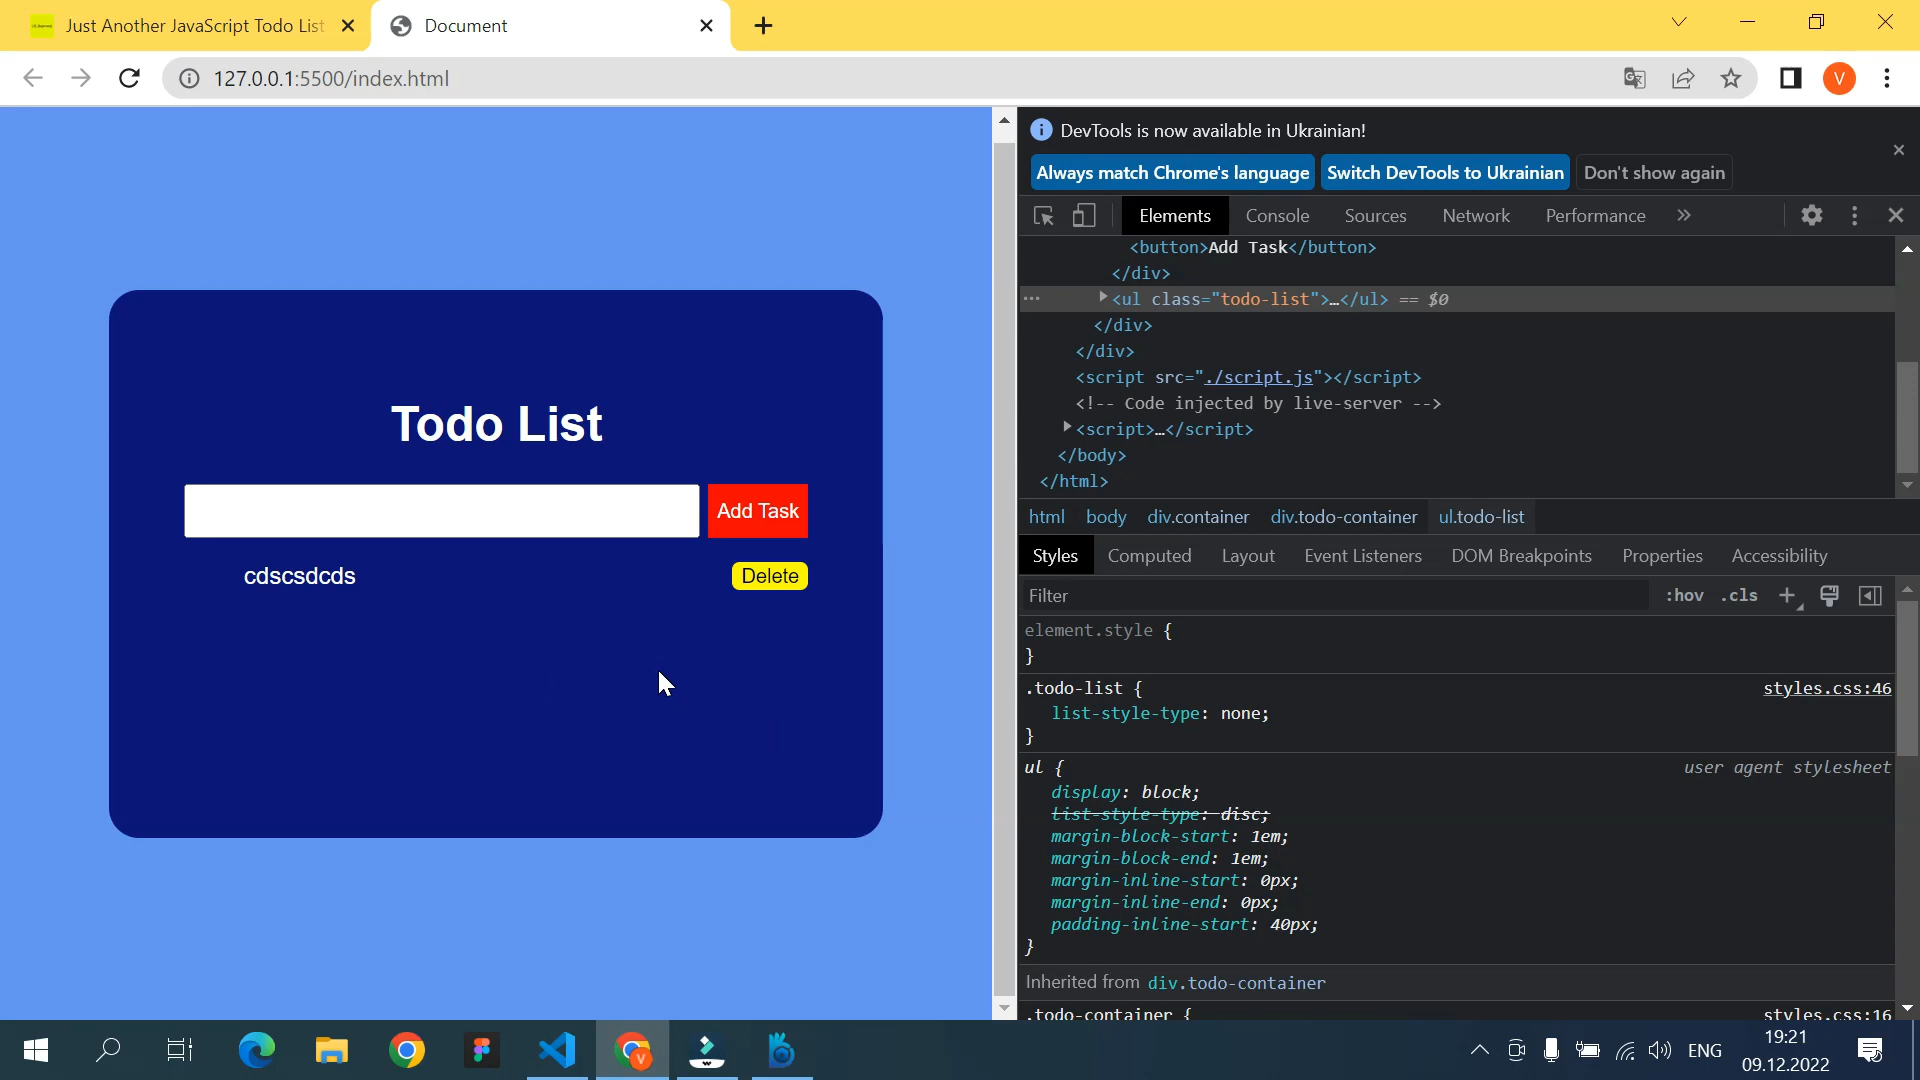 Just Another JavaScript Todo List
Document
127.0.0.1:5500/index.html
V
DevTools is now available in Ukrainian!
Always match Chrome's language
Switch DevTools to Ukrainian
Don't show again
Elements
Console
Sources
Network
Performance
<button>Add Task</button>
</div>
<ul class="todo-list">…</ul> == $0
</div>
</div>
<script src="./script.js"></script>
<!-- Code injected by live-server -->
<script>…</script>
</body>
</html>
html body div.container div.todo-container ul.todo-list
Styles Computed Layout Event Listeners DOM Breakpoints Properties Accessibility
Filter
:hov .cls
element.style {
}
.todo-list {
styles.css:46
list-style-type: none;
}
ul {
user agent stylesheet
display: block;
list-style-type: disc;
margin-block-start: 1em;
margin-block-end: 1em;
margin-inline-start: 0px;
margin-inline-end: 0px;
padding-inline-start: 40px;
}
Inherited from div.todo-container
.todo-container {
styles.css:16
Todo List
Add Task
cdscsdcds
Delete
V
ENG
19:21
09.12.2022